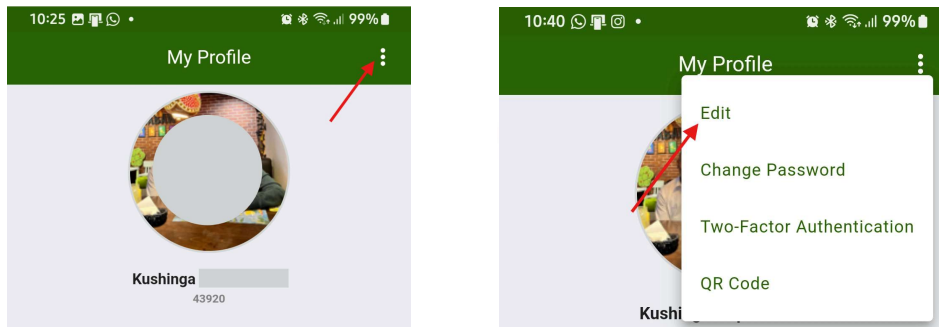 10:25 99%
My Profile
Kushinga
43920
10:40 99%
My Profile
Edit
Change Password
Two-Factor Authentication
QR Code
Kushi